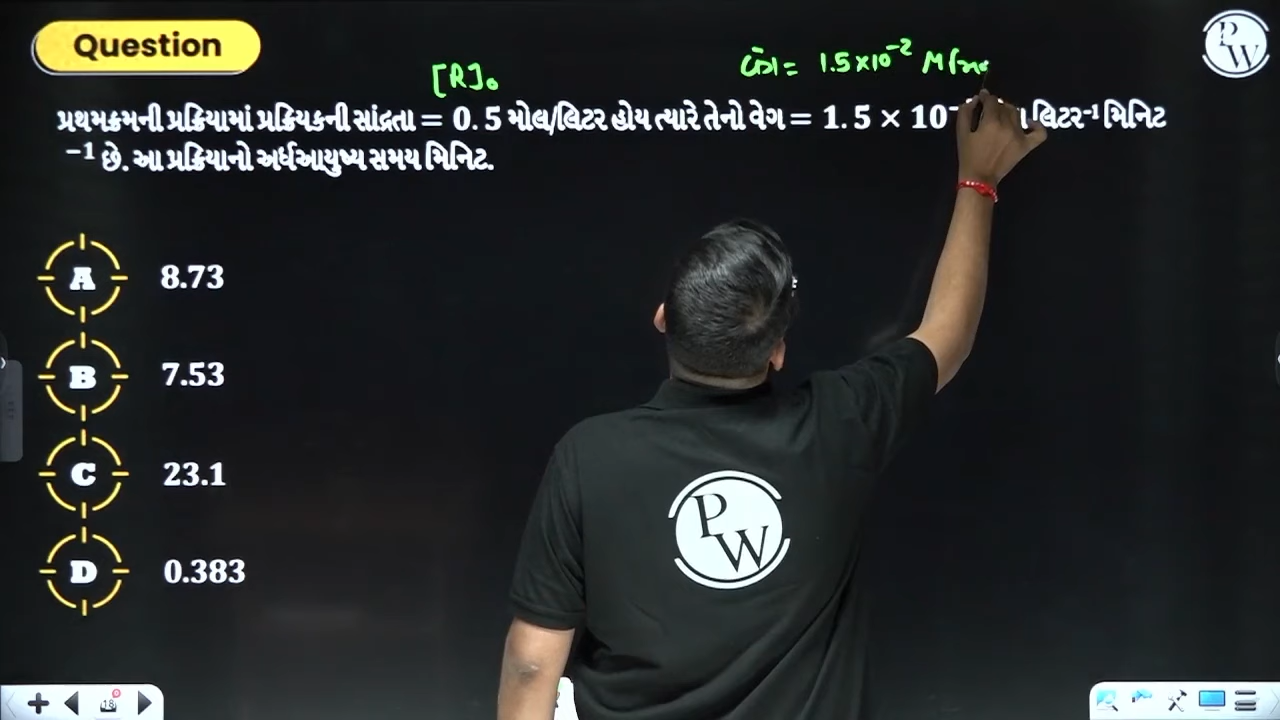 Question
[R]₀
વેગ = 1.5×10⁻² M
પ્રથમક્રમની પ્રક્રિયામાં પ્રક્રિયકની સાંદ્રતા = 0.5 મોલ/લિટર હોય ત્યારે તેનો વેગ = 1.5 × 10⁻ લિટર⁻¹ મિનિટ
⁻¹ છે. આ પ્રક્રિયાનો અર્ધઆયુષ્ય સમય મિનિટ.
A 8.73
B 7.53
C 23.1
D 0.383
PW
PW
18